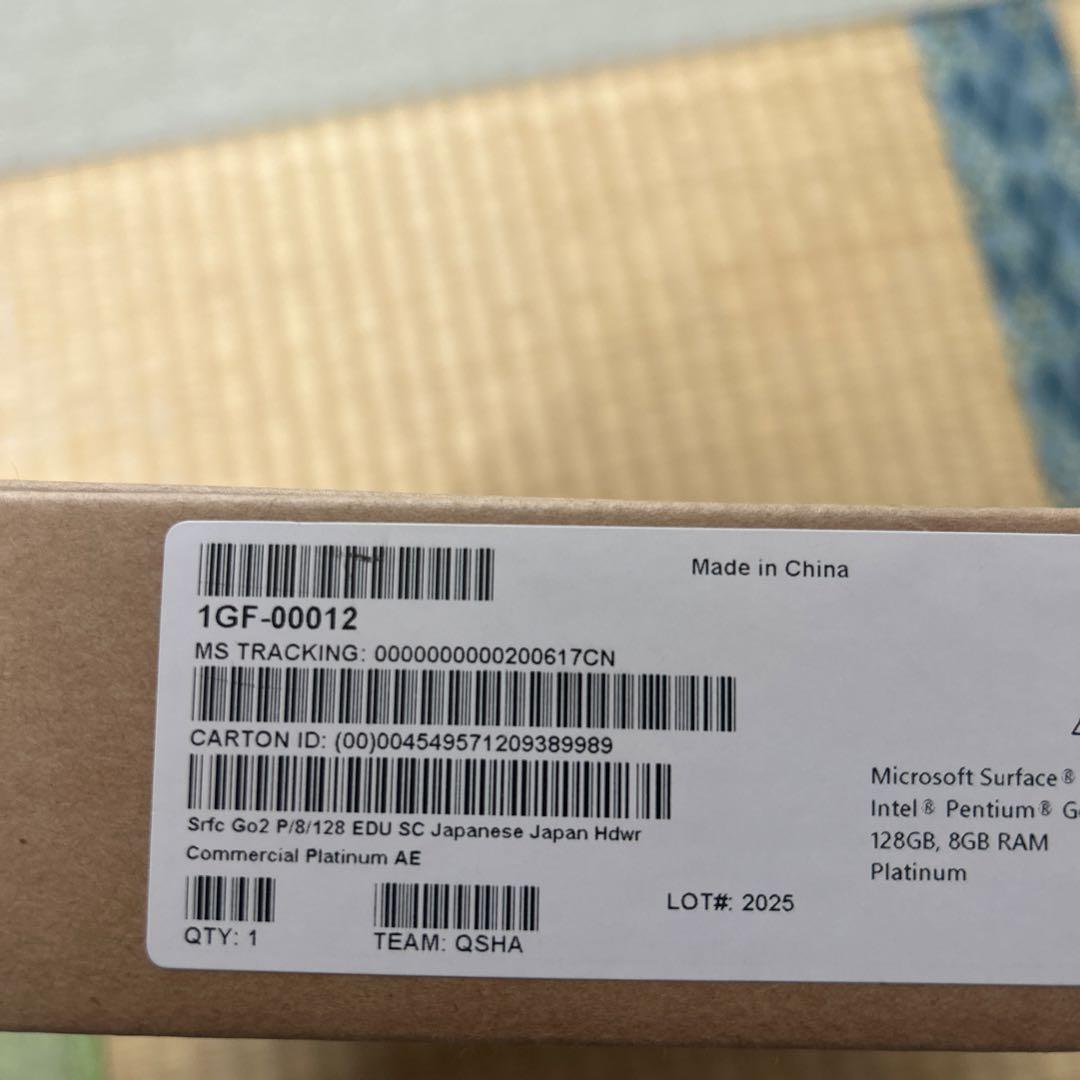 1GF-00012
MS TRACKING: 0000000000200617CN
CARTON ID: (00)004549571209389989
Srfc Go2 P/8/128 EDU SC Japanese Japan Hdwr
Commercial Platinum AE
QTY: 1
TEAM: QSHA
LOT#: 2025
Made in China
Microsoft Surface®
Intel® Pentium®
128GB, 8GB RAM
Platinum